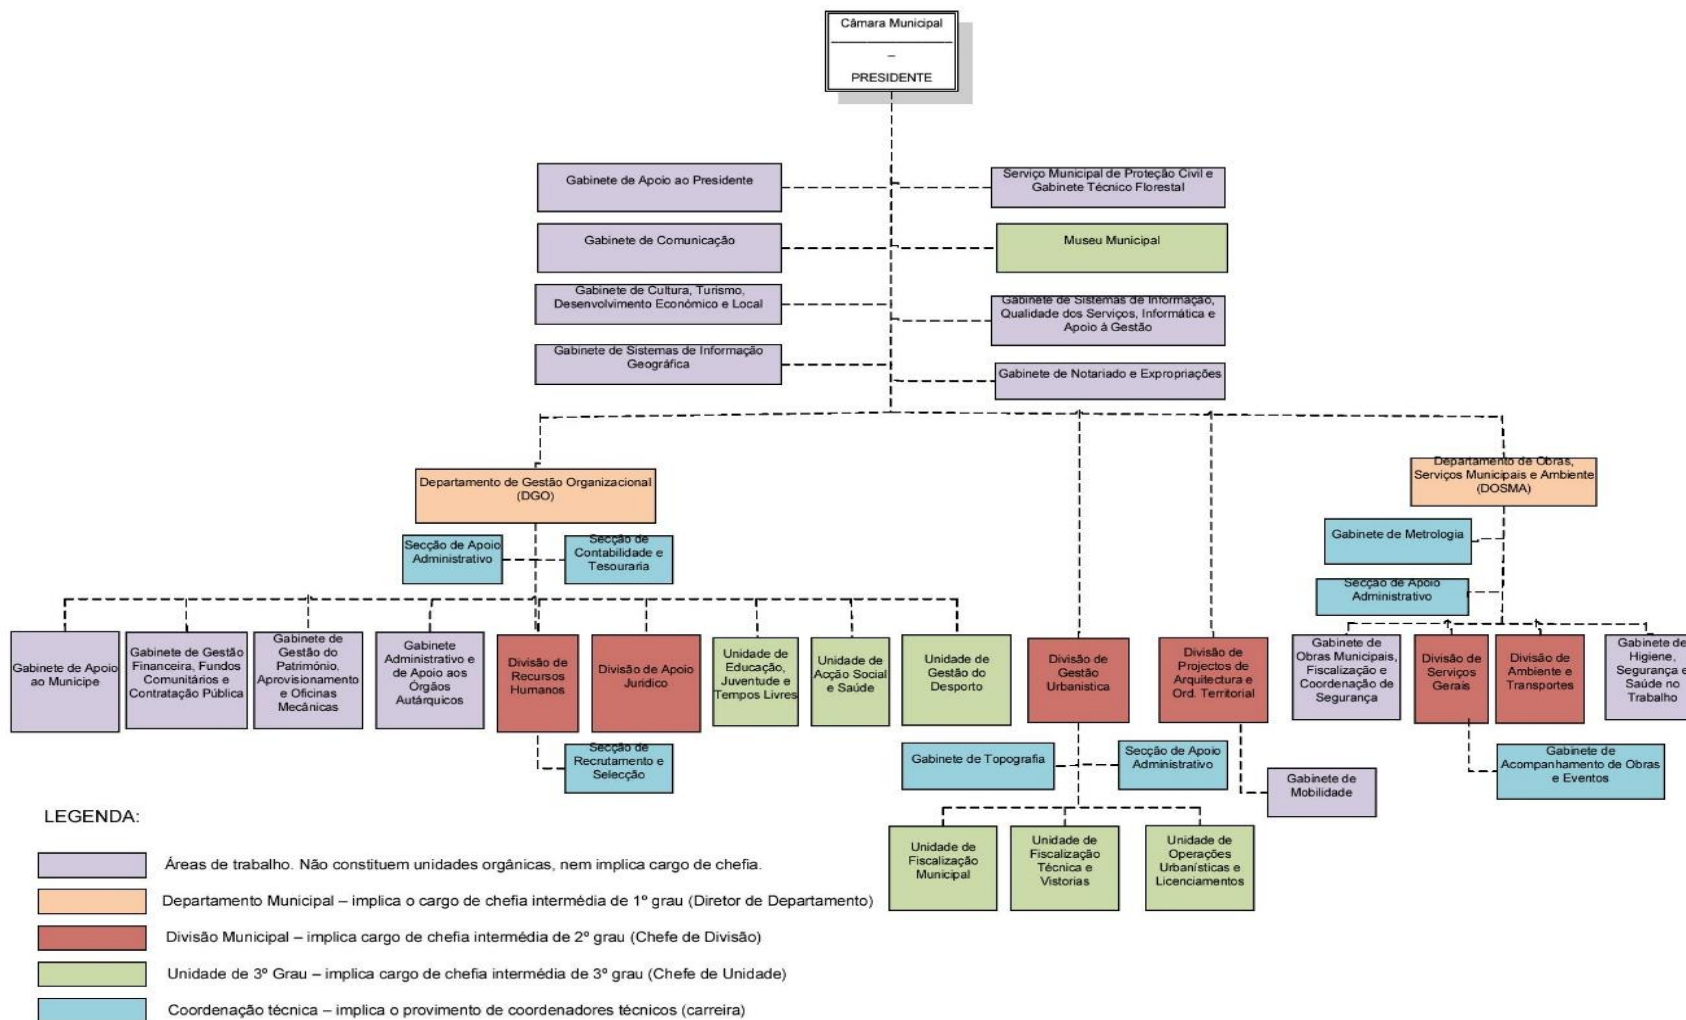 Câmara Municipal
–
PRESIDENTE
Gabinete de Apoio ao Presidente
Serviço Municipal de Proteção Civil e
Gabinete Técnico Florestal
Gabinete de Comunicação
Museu Municipal
Gabinete de Cultura, Turismo,
Desenvolvimento Económico e Local
Gabinete de Sistemas de Informação,
Qualidade dos Serviços, Informática e
Apoio à Gestão
Gabinete de Sistemas de Informação
Geográfica
Gabinete de Notariado e Expropriações
Departamento de Gestão Organizacional
(DGO)
Departamento de Obras,
Serviços Municipais e Ambiente
(DOSMA)
Secção de Apoio
Administrativo
Secção de
Contabilidade e
Tesouraria
Gabinete de Metrologia
Secção de Apoio
Administrativo
Gabinete de Apoio
ao Municipe
Gabinete de Gestão
Financeira, Fundos
Comunitários e
Contratação Pública
Gabinete de
Gestão do
Património,
Aprovisionamento
e Oficinas
Mecânicas
Gabinete
Administrativo e
de Apoio aos
Órgãos
Autárquicos
Divisão de
Recursos
Humanos
Divisão de Apoio
Juridico
Unidade de
Educação,
Juventude e
Tempos Livres
Unidade de
Acção Social
e Saúde
Unidade de
Gestão do
Desporto
Divisão de
Gestão
Urbanistica
Divisão de
Projectos de
Arquitectura e
Ord. Territorial
Gabinete de
Obras Municipais,
Fiscalização e
Coordenação de
Segurança
Divisão de
Serviços
Gerais
Divisão de
Ambiente e
Transportes
Gabinete de
Higiene,
Segurança e
Saúde no
Trabalho
Secção de
Recrutamento e
Selecção
Gabinete de Topografia
Secção de Apoio
Administrativo
Gabinete de
Mobilidade
Gabinete de
Acompanhamento de Obras
e Eventos
Unidade de
Fiscalização
Municipal
Unidade de
Fiscalização
Técnica e
Vistorias
Unidade de
Operações
Urbanísticas e
Licenciamentos
LEGENDA:
Áreas de trabalho. Não constituem unidades orgânicas, nem implica cargo de chefia.
Departamento Municipal – implica o cargo de chefia intermédia de 1º grau (Diretor de Departamento)
Divisão Municipal – implica cargo de chefia intermédia de 2º grau (Chefe de Divisão)
Unidade de 3º Grau – implica cargo de chefia intermédia de 3º grau (Chefe de Unidade)
Coordenação técnica – implica o provimento de coordenadores técnicos (carreira)